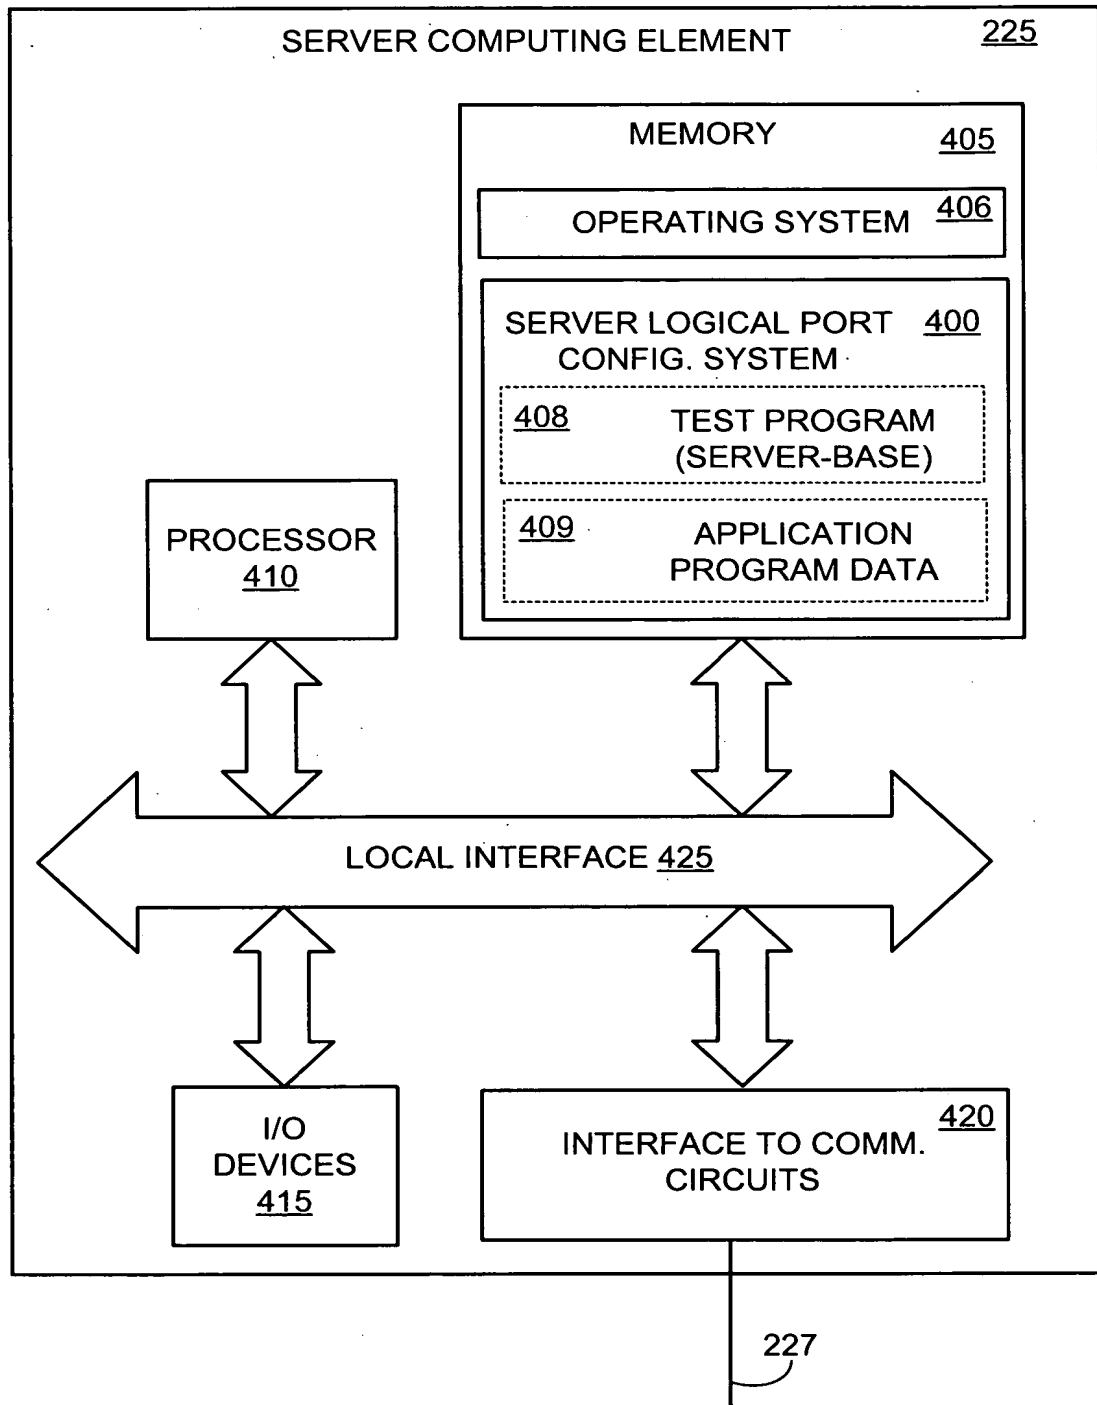 SERVER COMPUTING ELEMENT 225
MEMORY 405
OPERATING SYSTEM 406
SERVER LOGICAL PORT 400
CONFIG. SYSTEM
408 TEST PROGRAM
(SERVER-BASE)
409 APPLICATION
PROGRAM DATA
PROCESSOR
410
LOCAL INTERFACE 425
I/O
DEVICES
415
420
INTERFACE TO COMM.
CIRCUITS
227